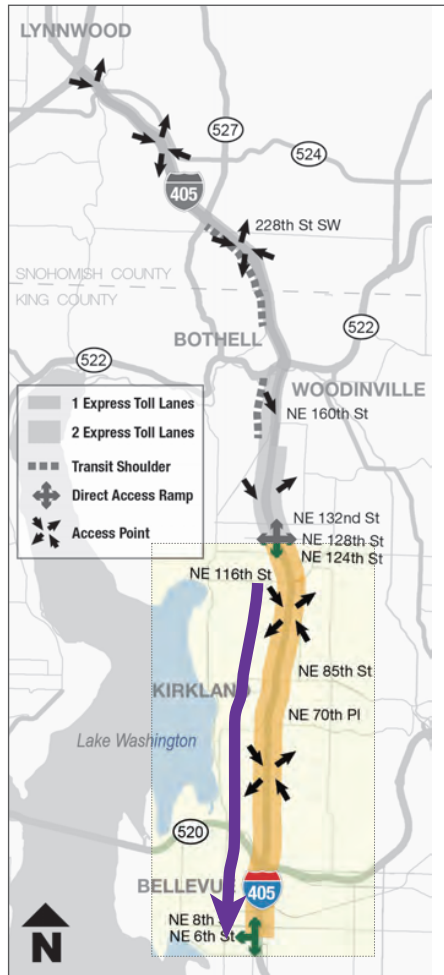 LYNNWOOD
527
524
405
228th St SW
SNOHOMISH COUNTY
KING COUNTY
BOTHELL
522
522
WOODINVILLE
1 Express Toll Lanes
2 Express Toll Lanes
Transit Shoulder
Direct Access Ramp
Access Point
NE 160th St
NE 132nd St
NE 128th St
NE 124th St
NE 116th St
NE 85th St
KIRKLAND
NE 70th Pl
Lake Washington
520
BELLEVUE
405
NE 8th
NE 6th St
N